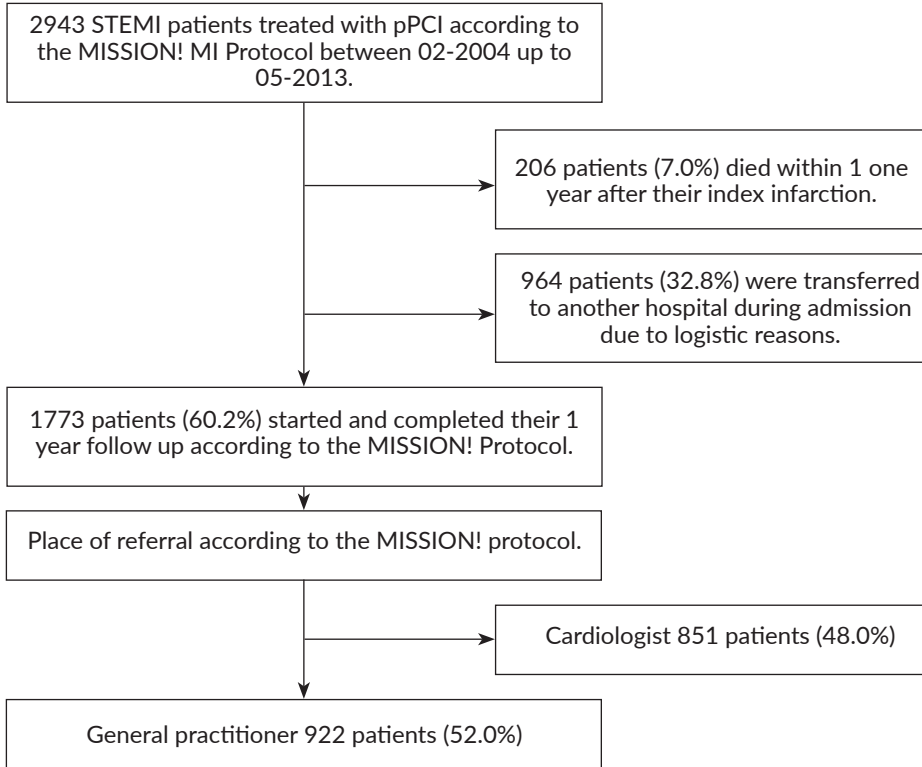 2943 STEMI patients treated with pPCI according to
the MISSION! MI Protocol between 02-2004 up to
05-2013.
206 patients (7.0%) died within 1 one
year after their index infarction.
964 patients (32.8%) were transferred
to another hospital during admission
due to logistic reasons.
1773 patients (60.2%) started and completed their 1
year follow up according to the MISSION! Protocol.
Place of referral according to the MISSION! protocol.
Cardiologist 851 patients (48.0%)
General practitioner 922 patients (52.0%)